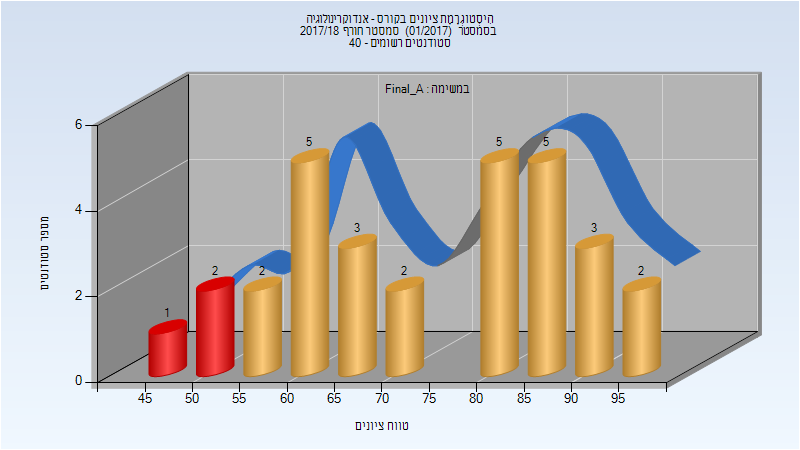 היסטוגרמת ציונים בקורס - אנדוקרינולוגיה
בסמסטר (01/2017) סמסטר חורף 2017/18
סטודנטים רשומים - 40
במשימה : Final_A
מספר סטודנטים
6
4
2
0
1
2
2
5
3
2
5
5
3
2
45 50 55 60 65 70 75 80 85 90 95
טווח ציונים